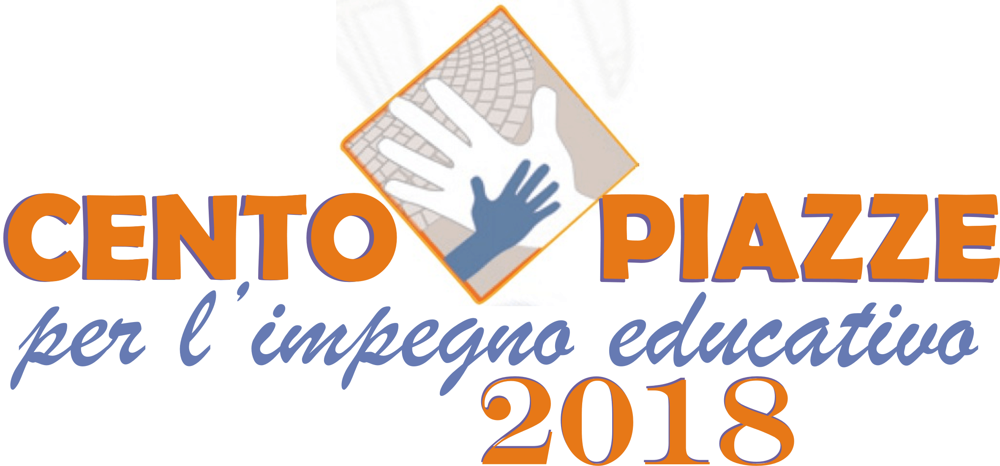 CENTO PIAZZE
per l'impegno educativo
2018